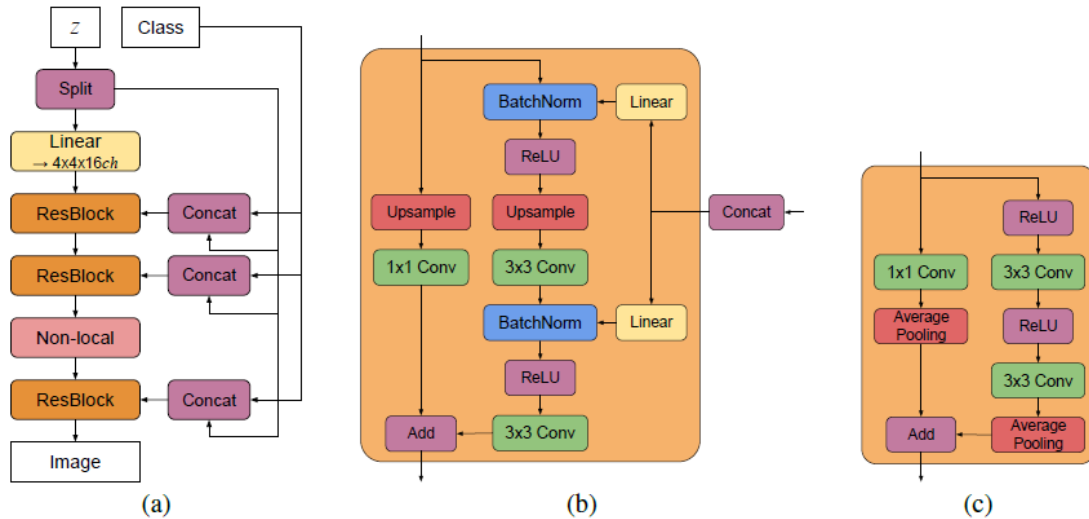 z
Class
Split
Linear
→ 4x4x16ch
ResBlock
Concat
ResBlock
Concat
Non-local
ResBlock
Concat
Image
(a)
BatchNorm
Linear
ReLU
Upsample
Upsample
Concat
1x1 Conv
3x3 Conv
BatchNorm
Linear
ReLU
Add
3x3 Conv
(b)
ReLU
1x1 Conv
3x3 Conv
Average
Pooling
ReLU
3x3 Conv
Add
Average
Pooling
(c)